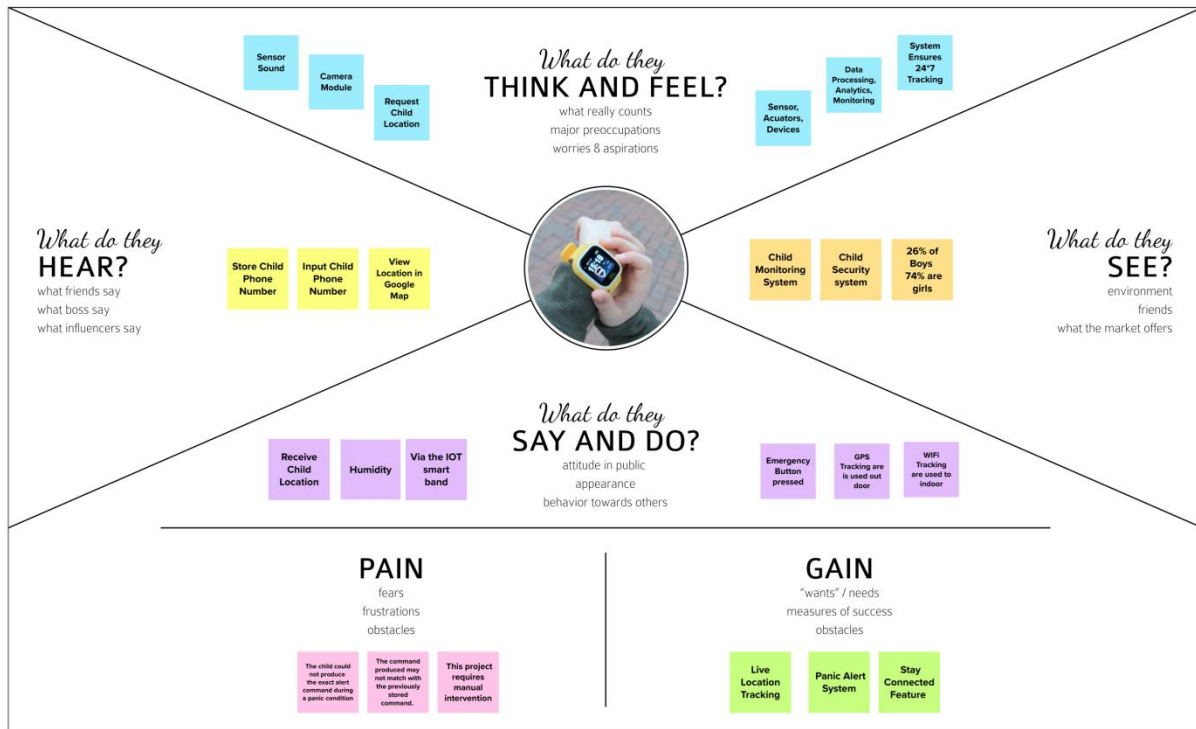 What do they
THINK AND FEEL?
what really counts
major preoccupations
worries & aspirations
Sensor
Sound
Camera
Module
Request
Child
Location
Sensor,
Acuators,
Devices
Data
Processing,
Analytics,
Monitoring
System
Ensures
24*7
Tracking
What do they
HEAR?
what friends say
what boss say
what influencers say
Store Child
Phone
Number
Input Child
Phone
Number
View
Location in
Google
Map
Child
Monitoring
System
Child
Security
system
26% of
Boys
74% are
girls
What do they
SEE?
environment
friends
what the market offers
What do they
SAY AND DO?
attitude in public
appearance
behavior towards others
Receive
Child
Location
Humidity
Via the IOT
smart
band
Emergency
Button
pressed
GPS
Tracking are
is used out
door
WIFi
Tracking
are used to
indoor
PAIN
fears
frustrations
obstacles
The child could
not produce
the exact alert
command during
a panic condition
The command
produced may
not match with
the previously
stored
command.
This project
requires
manual
intervention
GAIN
"wants" / needs
measures of success
obstacles
Live
Location
Tracking
Panic Alert
System
Stay
Connected
Feature